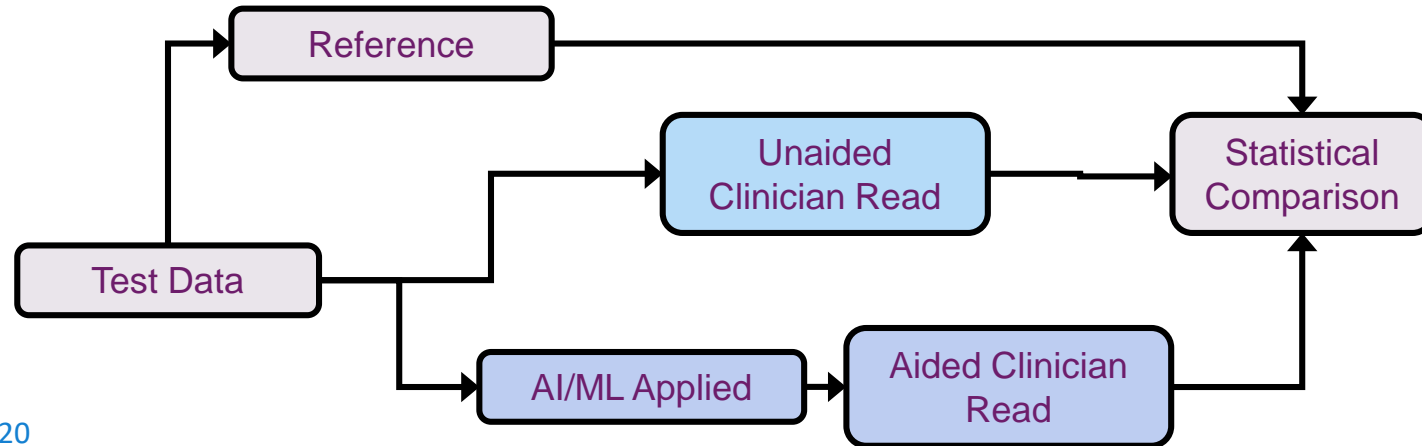 Reference
Unaided
Clinician Read
Statistical
Comparison
Test Data
AI/ML Applied
Aided Clinician
Read
20